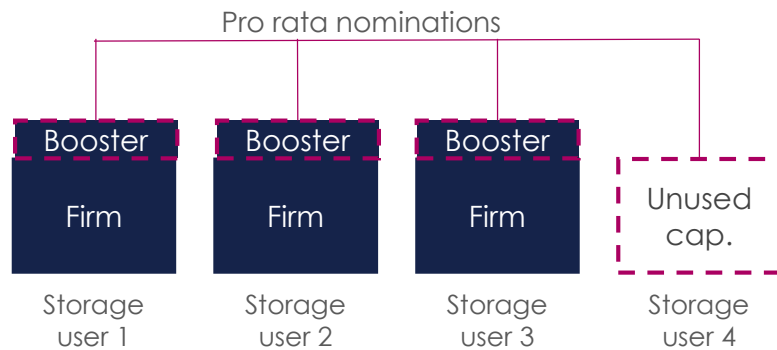 Pro rata nominations
Booster
Booster
Booster
Firm
Firm
Firm
Unused
cap.
Storage
user 1
Storage
user 2
Storage
user 3
Storage
user 4